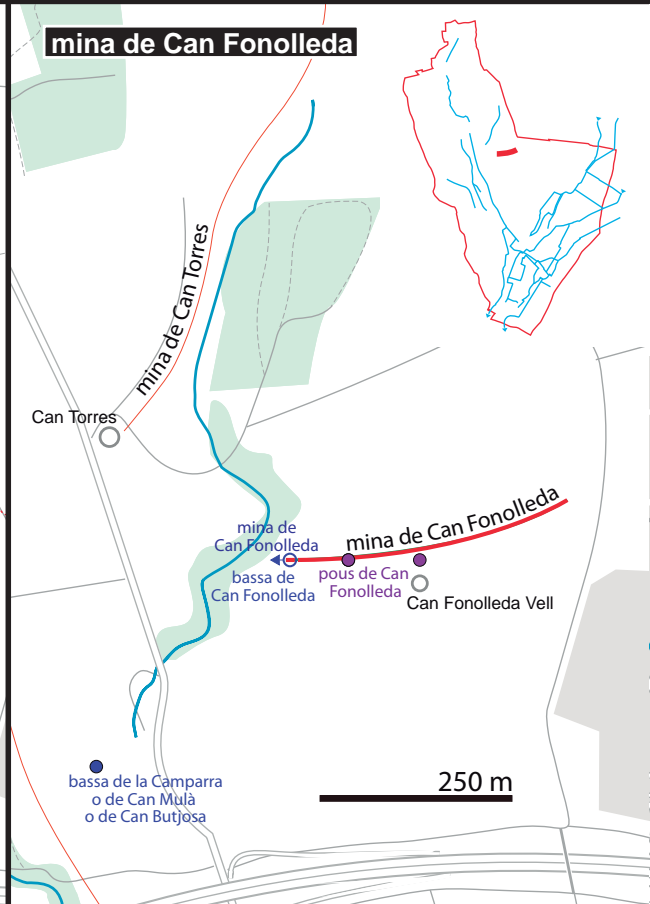 mina de Can Fonolleda
mina de Can Torres
Can Torres
mina de
Can Fonolleda
mina de Can Fonolleda
bassa de
Can Fonolleda
pous de Can
Fonolleda
Can Fonolleda Vell
250 m
bassa de la Camparra
o de Can Mulà
o de Can Butjosa